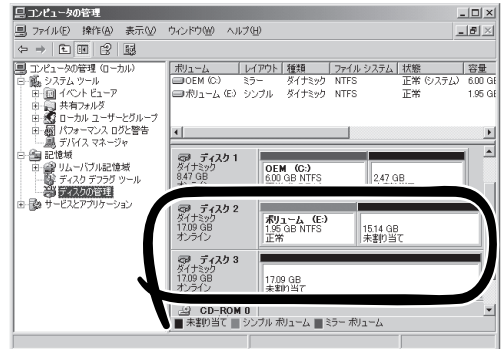 コンピュータの管理
ファイル(F) 操作(A) 表示(V) ウィンドウ(W) ヘルプ(H)
コンピュータの管理 (ローカル)
システム ツール
イベント ビューア
共有フォルダ
ローカル ユーザーとグループ
パフォーマンス ログと警告
デバイス マネージャ
記憶域
リムーバブル記憶域
ディスク デフラグ ツール
ディスクの管理
サービスとアプリケーション
ボリューム レイアウト 種類 ファイル システム 状態 容量
OEM (C:) ミラー ダイナミック NTFS 正常 (システム) 6.00 GB
ボリューム (E:) シンプル ダイナミック NTFS 正常 1.95 GB
ディスク 1
ダイナミック
8.47 GB
オンライン
OEM (C:)
6.00 GB NTFS
2.47 GB
ディスク 2
ダイナミック
17.09 GB
オンライン
ボリューム (E:)
1.95 GB NTFS
正常
15.14 GB
未割り当て
ディスク 3
ダイナミック
17.09 GB
オンライン
17.09 GB
未割り当て
CD-ROM 0
未割り当て シンプル ボリューム ミラー ボリューム